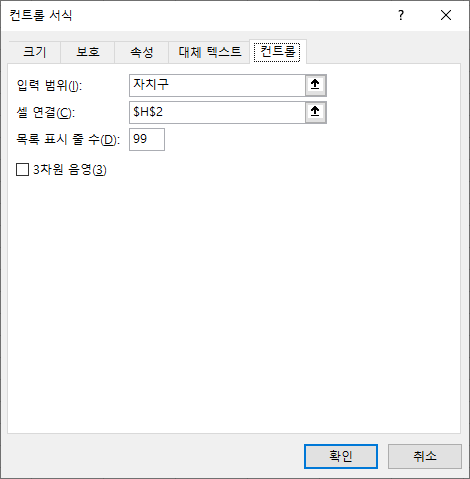 컨트롤 서식 ?
크기 보호 속성 대체 텍스트 컨트롤
입력 범위(I): 자치구
셀 연결(C): $H$2
목록 표시 줄 수(D): 99
3차원 음영(3)
확인 취소